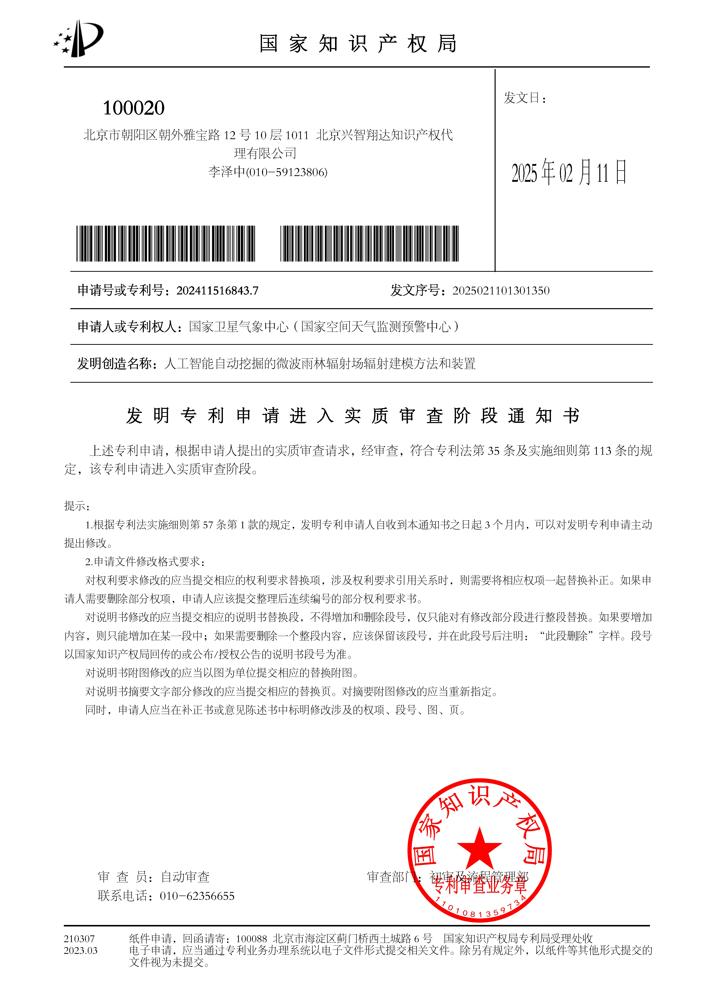 国家知识产权局
100020
北京市朝阳区朝外雅宝路 12 号 10 层 1011 北京兴智翔达知识产权代
理有限公司
李泽中(010-59123806)
发文日：
2025 年 02 月 11 日
申请号或专利号：202411516843.7 发文序号：2025021101301350
申请人或专利权人：国家卫星气象中心（国家空间天气监测预警中心）
发明创造名称：人工智能自动挖掘的微波雨林辐射场辐射建模方法和装置
发明专利申请进入实质审查阶段通知书
上述专利申请，根据申请人提出的实质审查请求，经审查，符合专利法第 35 条及实施细则第 113 条的规
定，该专利申请进入实质审查阶段。
提示：
1.根据专利法实施细则第 57 条第 1 款的规定，发明专利申请人自收到本通知书之日起 3 个月内，可以对发明专利申请主动
提出修改。
2.申请文件修改格式要求：
对权利要求修改的应当提交相应的权利要求替换项，涉及权利要求引用关系时，则需要将相应权项一起替换补正。如果申
请人需要删除部分权项，申请人应该提交整理后连续编号的部分权利要求书。
对说明书修改的应当提交相应的说明书替换段，不得增加和删除段号，仅只能对有修改部分段进行整段替换。如果要增加
内容，则只能增加在某一段中；如果需要删除一个整段内容，应该保留该段号，并在此段号后注明：“此段删除”字样。段号
以国家知识产权局回传的或公布/授权公告的说明书段号为准。
对说明书附图修改的应当以图为单位提交相应的替换附图。
对说明书摘要文字部分修改的应当提交相应的替换页。对摘要附图修改的应当重新指定。
同时，申请人应当在补正书或意见陈述书中标明修改涉及的权项、段号、图、页。
国家知识产权局
审 查 员：自动审查 审查部门：初审及流程管理部
专利审查业务章
联系电话：010-62356655
1101081359734
210307 纸件申请，回函请寄：100088 北京市海淀区蓟门桥西土城路 6 号 国家知识产权局专利局受理处收
2023.03 电子申请，应当通过专利业务办理系统以电子文件形式提交相关文件。除另有规定外，以纸件等其他形式提交的
文件视为未提交。